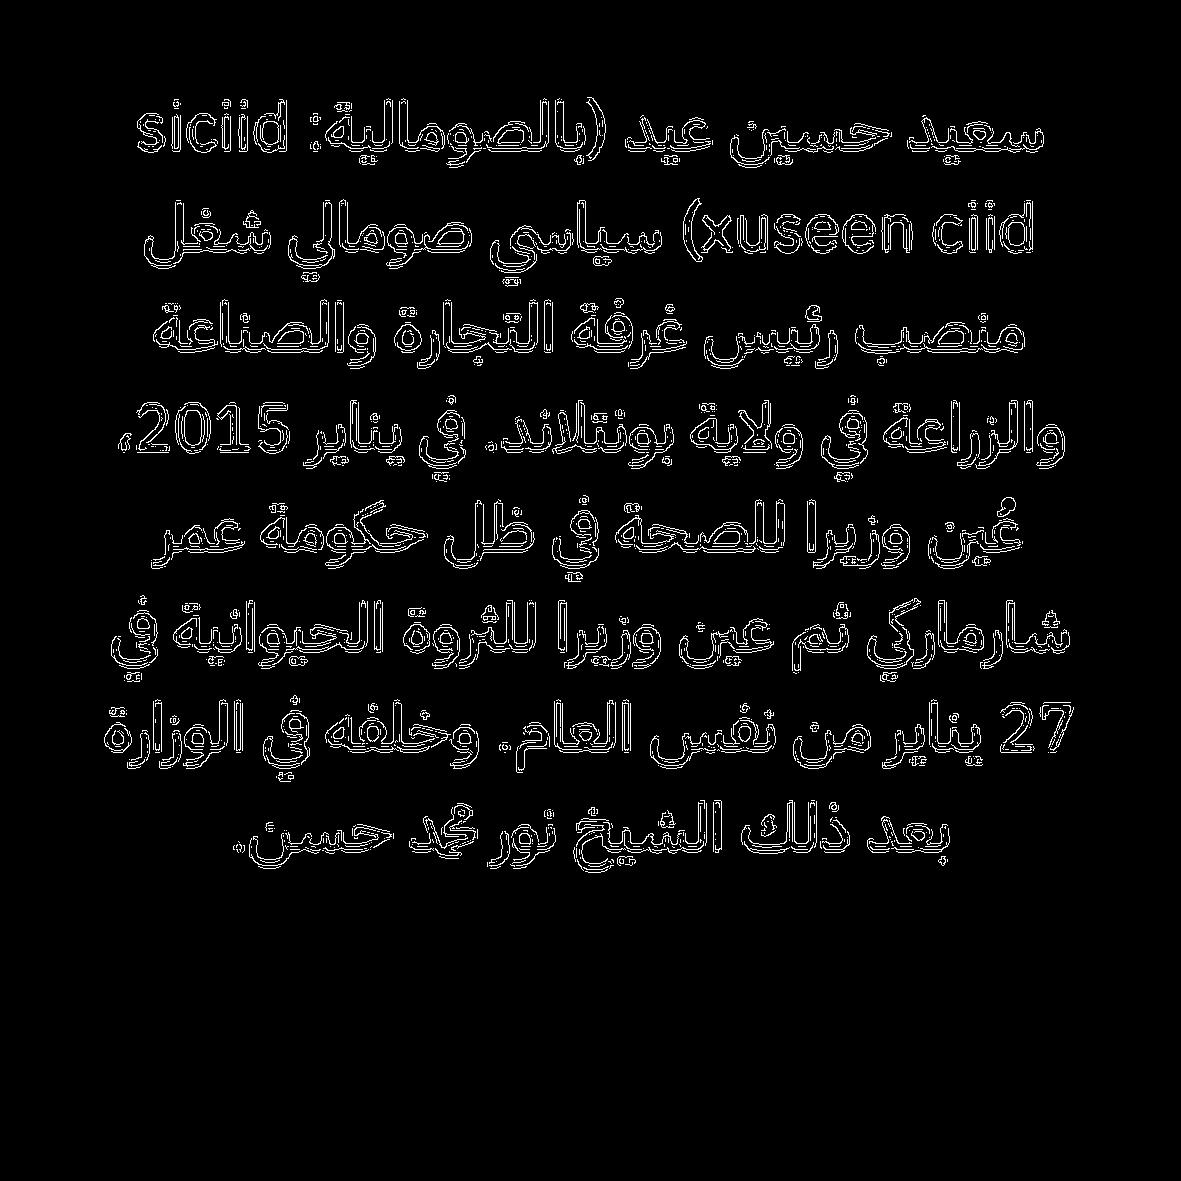 سعيد حسين عيد (بالصومالية: siciid
xuseen ciid) سياسي صومالي شغل
منصب رئيس غرفة التجارة والصناعة
والزراعة في ولاية بونتلاند. في يناير 2015،
عُين وزيرا للصحة في ظل حكومة عمر
شارماركي ثم عين وزيرا للثروة الحيوانية في
27 يناير من نفس العام. وخلفه في الوزارة
بعد ذلك الشيخ نور محمد حسن.